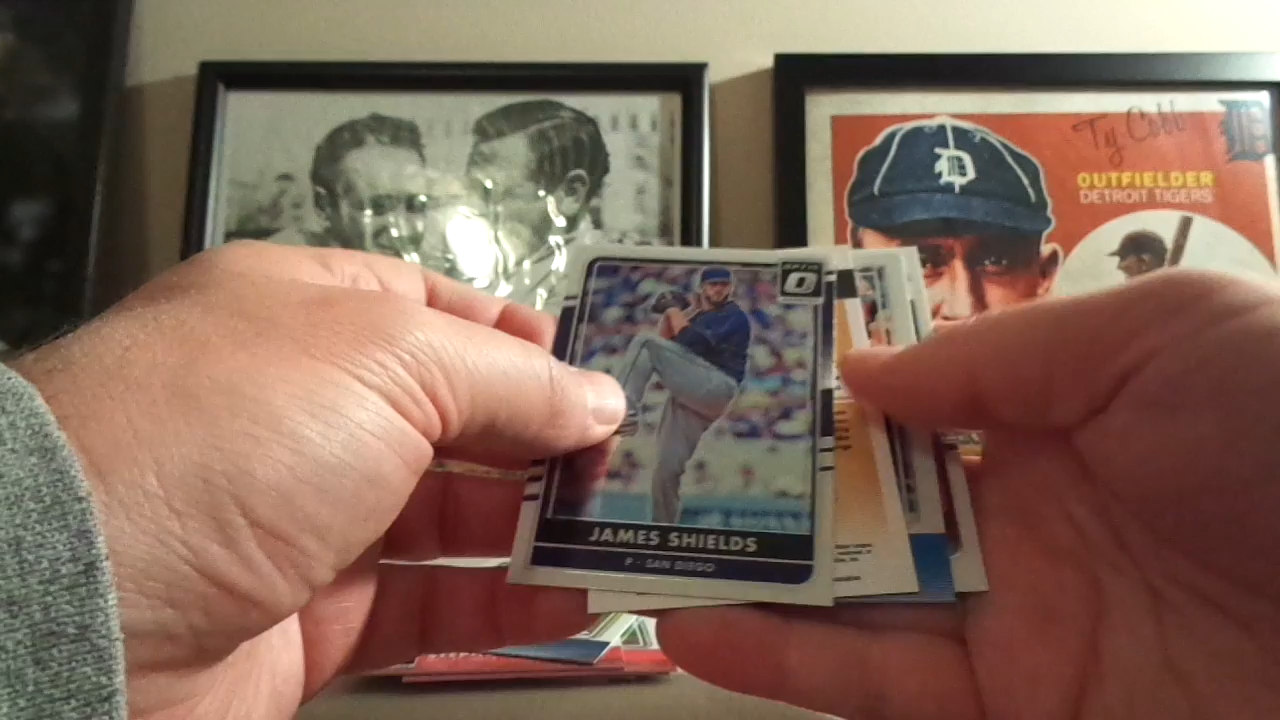 Ty Cobb
D
OUTFIELDER
DETROIT TIGERS
D
OPTIC
JAMES SHIELDS
P - SAN DIEGO